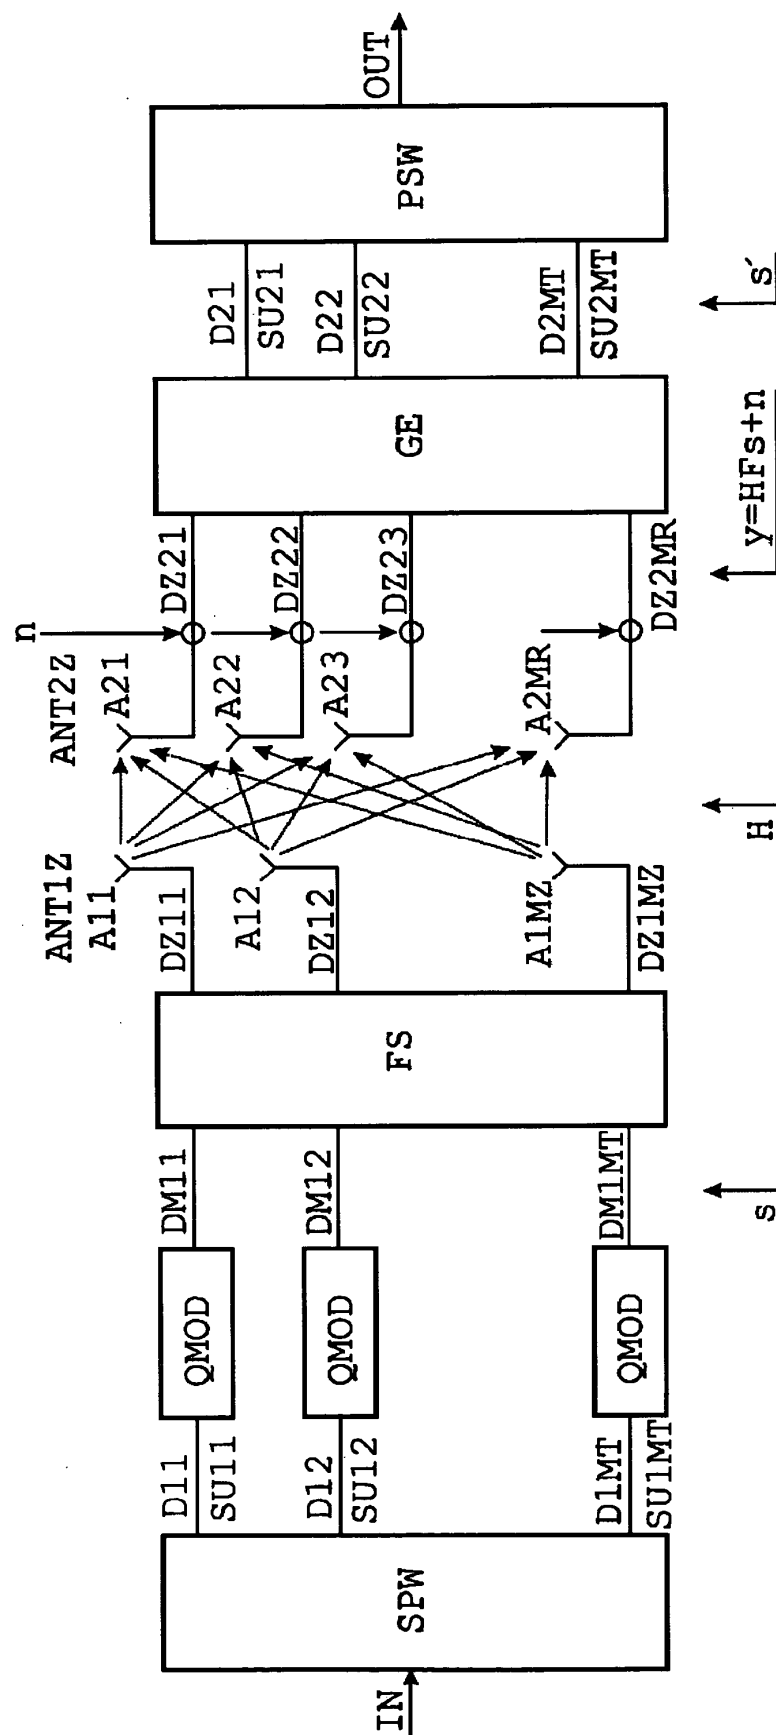 IN
SPW
D11
SU11
D12
SU12
D1MT
SU1MT
QMOD
QMOD
QMOD
DM11
DM12
DM1MT
s
FS
ANT1Z
A11
DZ11
A12
DZ12
A1MZ
DZ1MZ
H
ANT2Z
A21
A22
A23
A2MR
n
DZ21
DZ22
DZ23
DZ2MR
y=HFs+n
GE
D21
SU21
D22
SU22
D2MT
SU2MT
s´
PSW
OUT